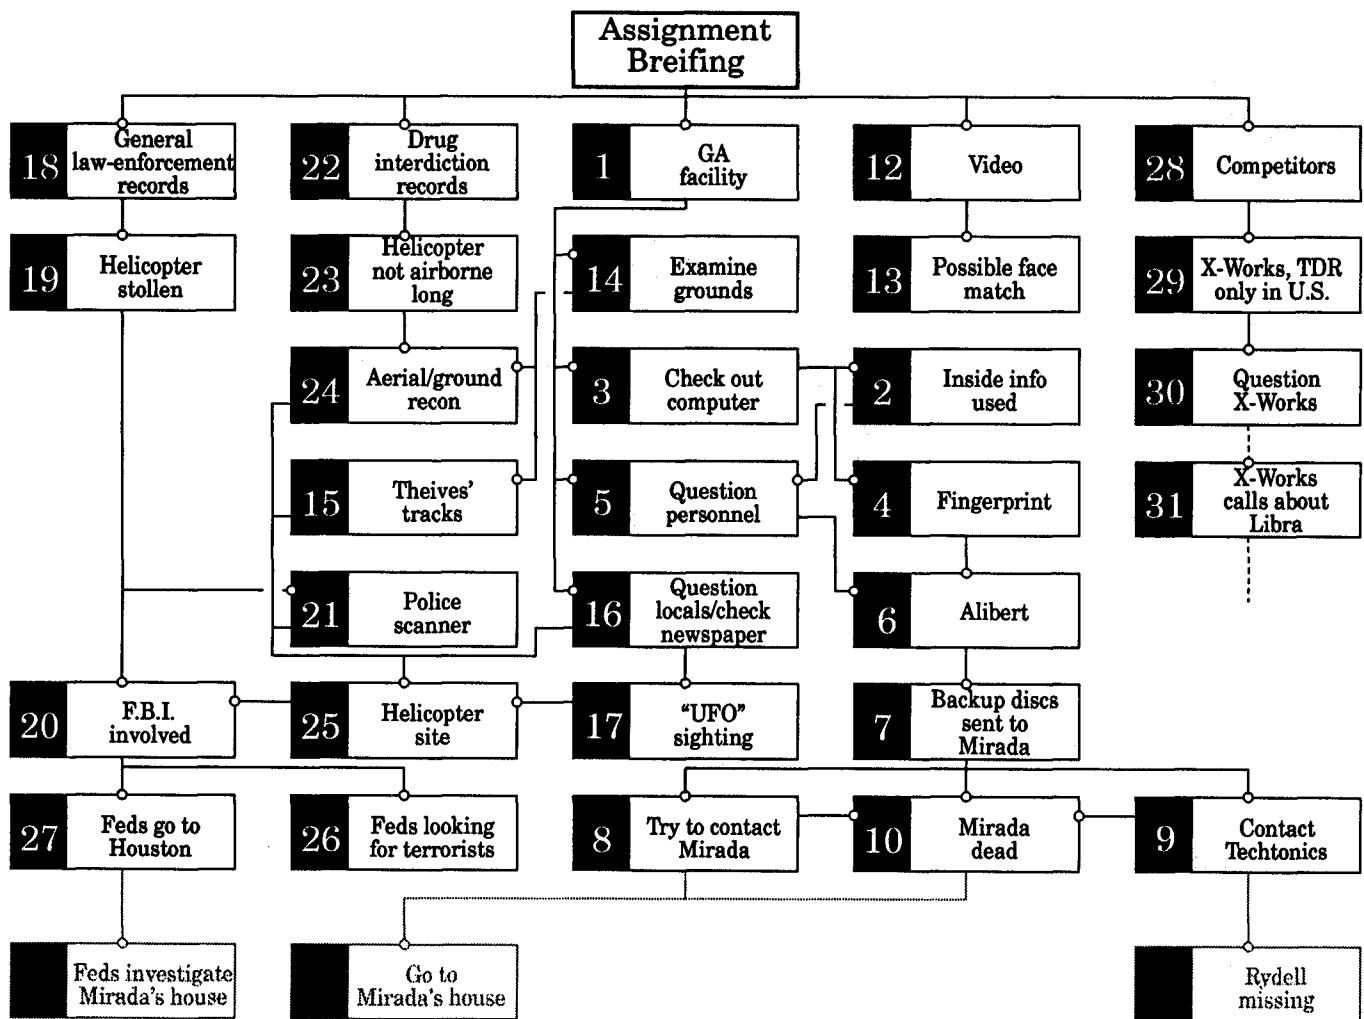 Assignment
Breifing
18
General
law-enforcement
records
22
Drug
interdiction
records
1
GA
facility
12
Video
28
Competitors
19
Helicopter
stollen
23
Helicopter
not airborne
long
14
Examine
grounds
13
Possible face
match
29
X-Works, TDR
only in U.S.
24
Aerial/ground
recon
3
Check out
computer
2
Inside info
used
30
Question
X-Works
15
Theives'
tracks
5
Question
personnel
4
Fingerprint
31
X-Works
calls about
Libra
21
Police
scanner
16
Question
locals/check
newspaper
6
Alibert
20
F.B.I.
involved
25
Helicopter
site
17
“UFO”
sighting
7
Backup discs
sent to
Mirada
27
Feds go to
Houston
26
Feds looking
for terrorists
8
Try to contact
Mirada
10
Mirada
dead
9
Contact
Techtonics
Feds investigate
Mirada's house
Go to
Mirada's house
Rydell
missing